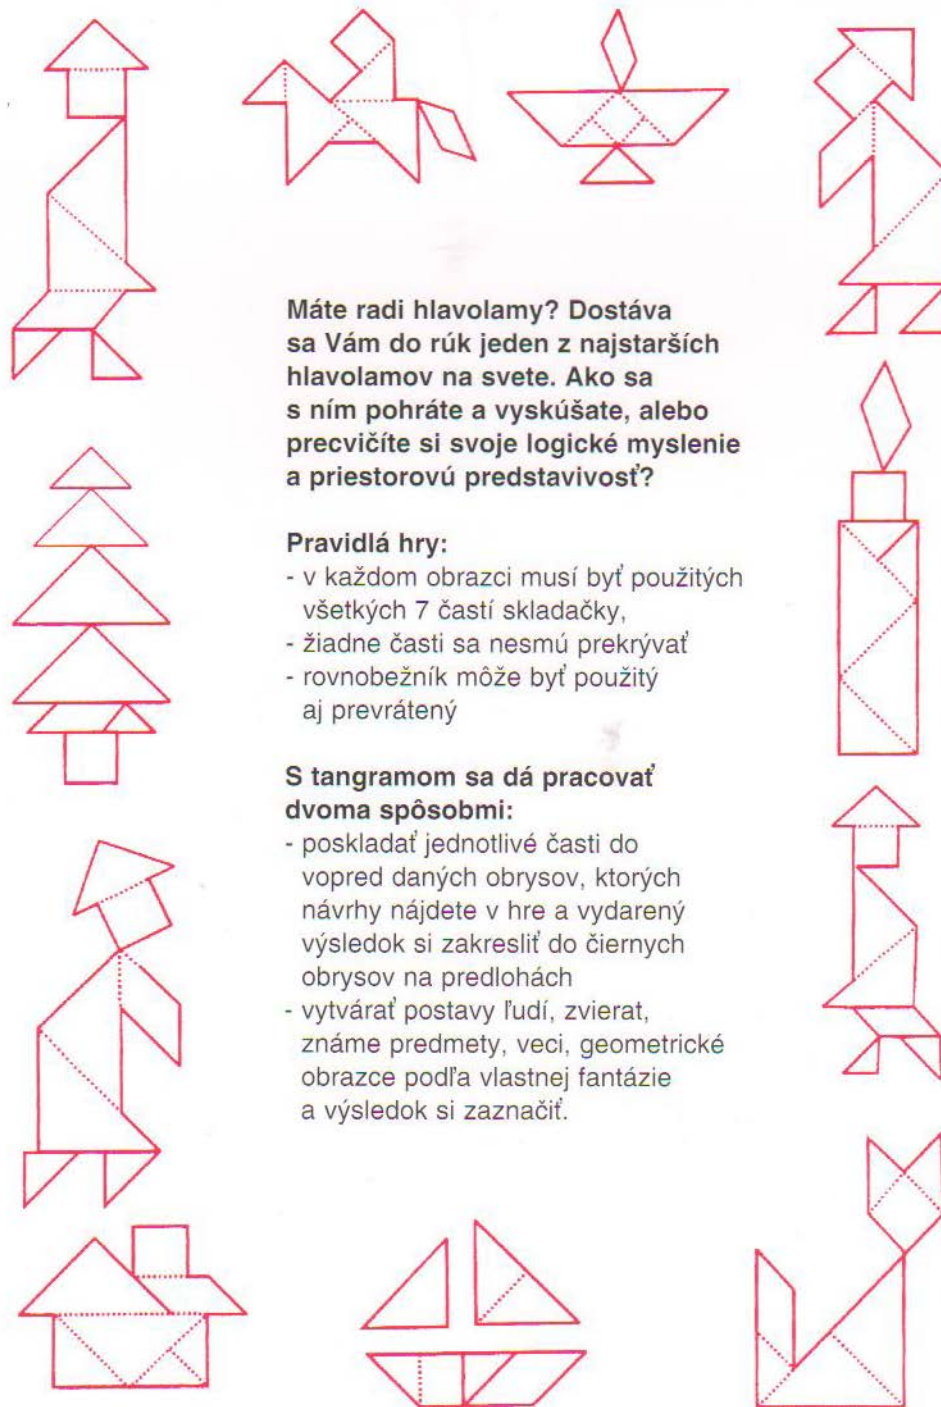 Máte radi hlavolamy? Dostáva
sa Vám do rúk jeden z najstarších
hlavolamov na svete. Ako sa
s ním pohráte a vyskúšate, alebo
precvičíte si svoje logické myslenie
a priestorovú predstavivosť?
Pravidlá hry:
- v každom obrazci musí byť použitých
všetkých 7 častí skladačky,
- žiadne časti sa nesmú prekrývať
- rovnobežník môže byť použitý
aj prevrátený
S tangramom sa dá pracovať
dvoma spôsobmi:
- poskladať jednotlivé časti do
vopred daných obrysov, ktorých
návrhy nájdete v hre a vydarený
výsledok si zakresliť do čiernych
obrysov na predlohách
- vytvárať postavy ľudí, zvierat,
známe predmety, veci, geometrické
obrazce podľa vlastnej fantázie
a výsledok si zaznačiť.